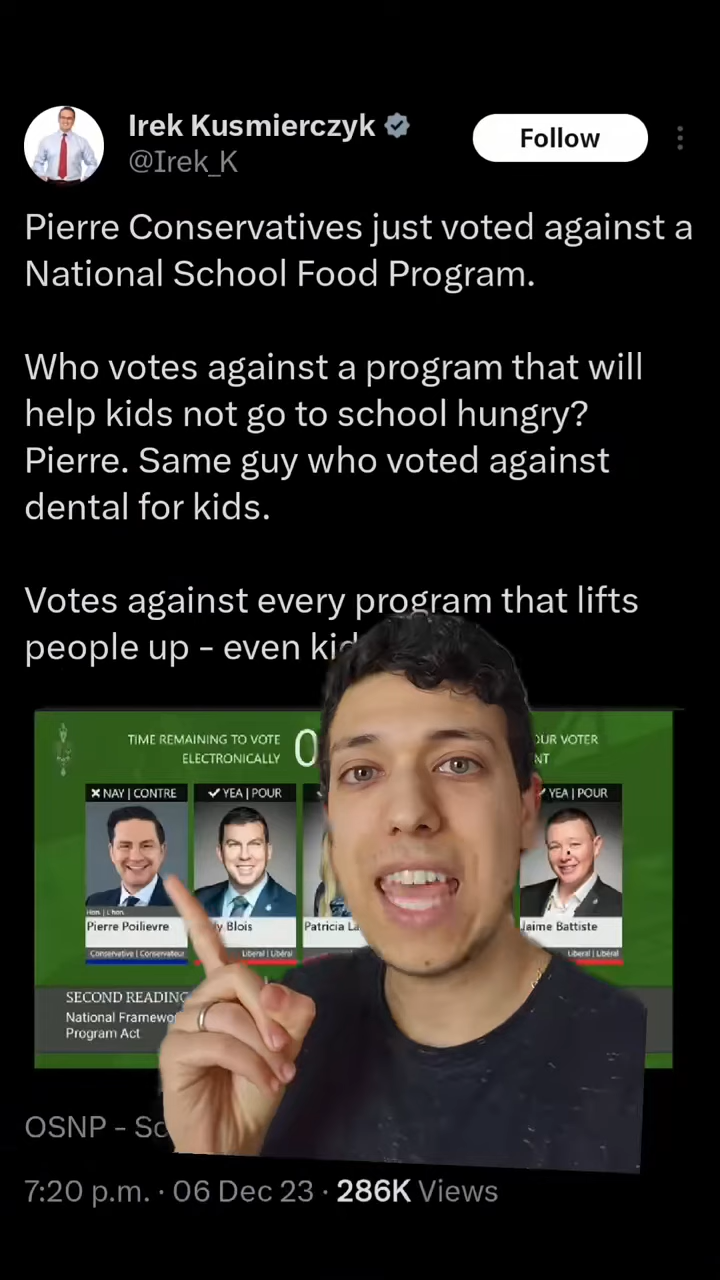 Irek Kusmierczyk
@Irek_K
Follow
Pierre Conservatives just voted against a
National School Food Program.
Who votes against a program that will
help kids not go to school hungry?
Pierre. Same guy who voted against
dental for kids.
Votes against every program that lifts
people up - even
TIME REMAINING TO VOTE
ELECTRONICALLY
VOTER
NAY | CONTRE
YEA | POUR
YEA | POUR
Hon. | L'hon.
Pierre Poilievre
Blois
Patricia
Jaime Battiste
Conservative | Conservateur
Liberal | Libéral
Liberal | Libéral
SECOND READING
National
Program Act
OSNP -
7:20 p.m. · 06 Dec 23 · 286K Views